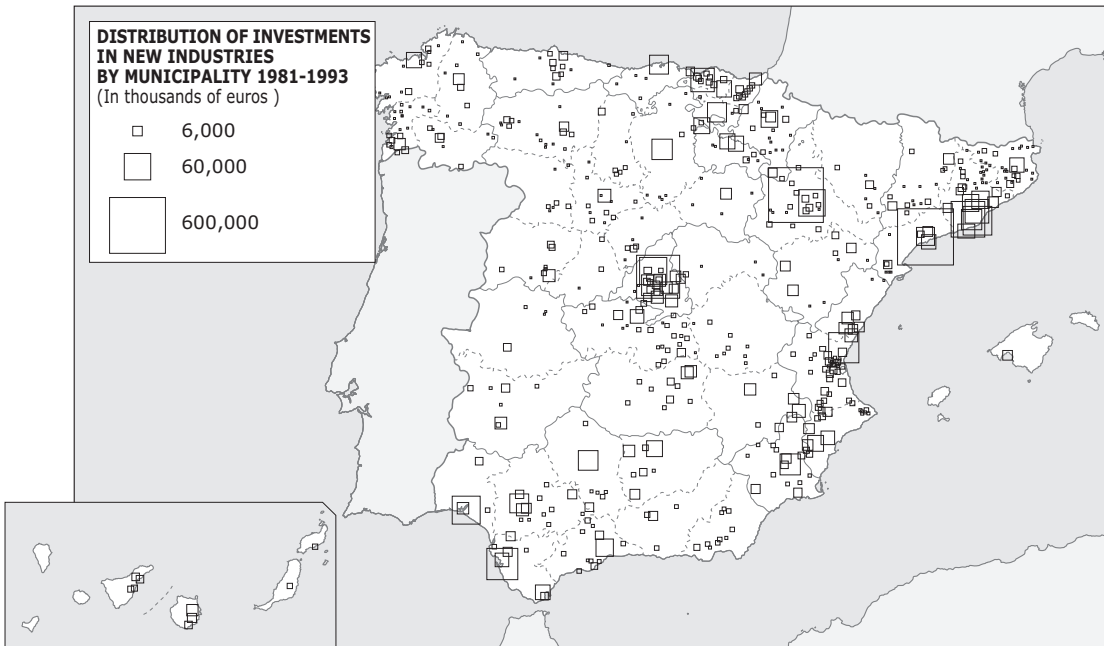 DISTRIBUTION OF INVESTMENTS
IN NEW INDUSTRIES
BY MUNICIPALITY 1981-1993
(In thousands of euros )
6,000
60,000
600,000